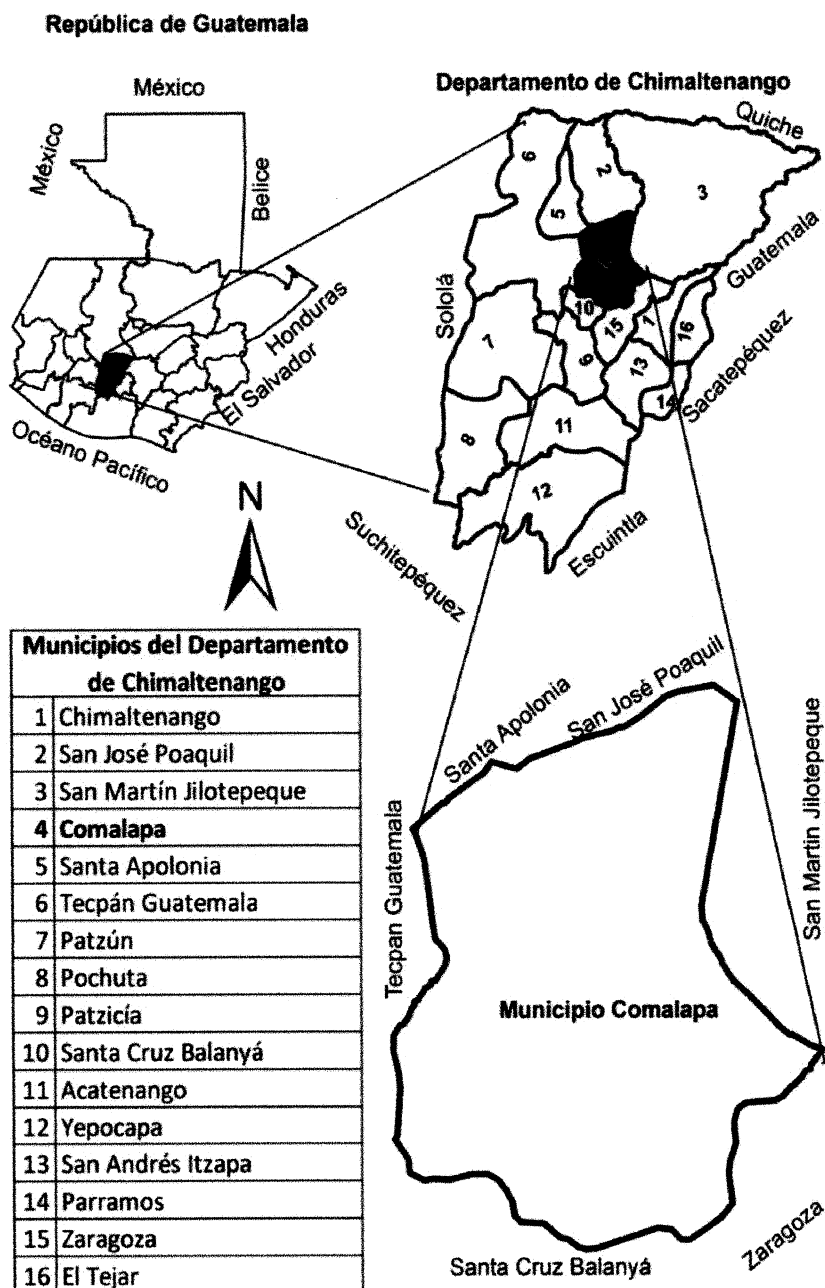 República de Guatemala
México
México
Belice
Honduras
El Salvador
Océano Pacífico
Departamento de Chimaltenango
Quiche
Guatemala
Sololá
Sacatepéquez
Suchitepéquez
Escuintla
6
2
5
3
10
15
1
16
7
9
13
14
8
11
12
N
Municipios del Departamento
de Chimaltenango
1 Chimaltenango
2 San José Poaquil
3 San Martín Jilotepeque
4 Comalapa
5 Santa Apolonia
6 Tecpán Guatemala
7 Patzún
8 Pochuta
9 Patzicía
10 Santa Cruz Balanyá
11 Acatenango
12 Yepocapa
13 San Andrés Itzapa
14 Parramos
15 Zaragoza
16 El Tejar
Santa Apolonia
San José Poaquil
Tecpan Guatemala
San Martin Jilotepeque
Municipio Comalapa
Santa Cruz Balanyá
Zaragoza